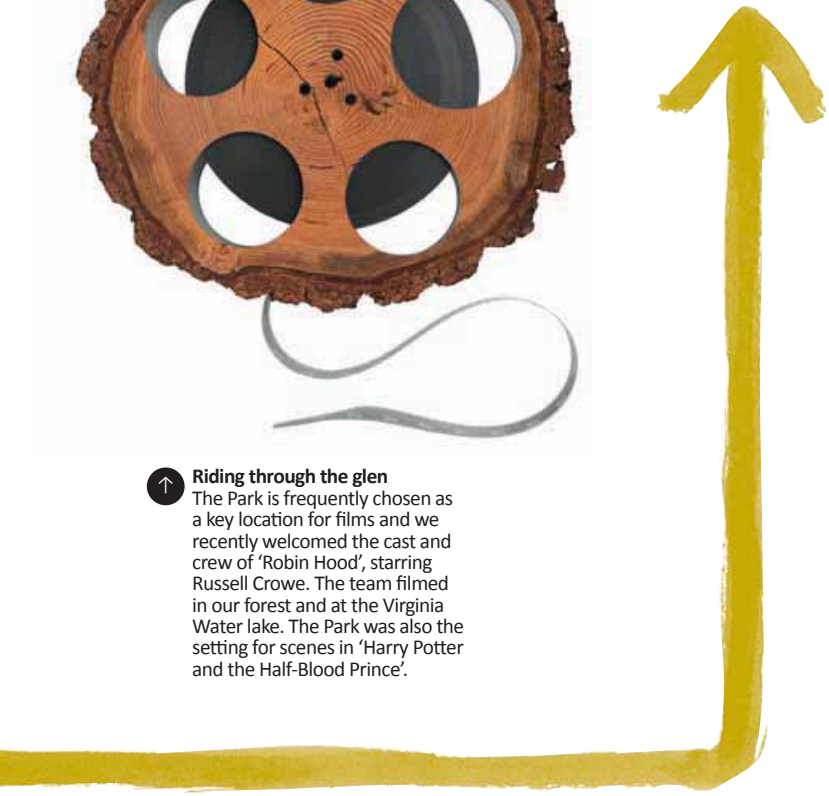 Riding through the glen
The Park is frequently chosen as
a key location for films and we
recently welcomed the cast and
crew of ‘Robin Hood’, starring
Russell Crowe. The team filmed
in our forest and at the Virginia
Water lake. The Park was also the
setting for scenes in ‘Harry Potter
and the Half-Blood Prince’.